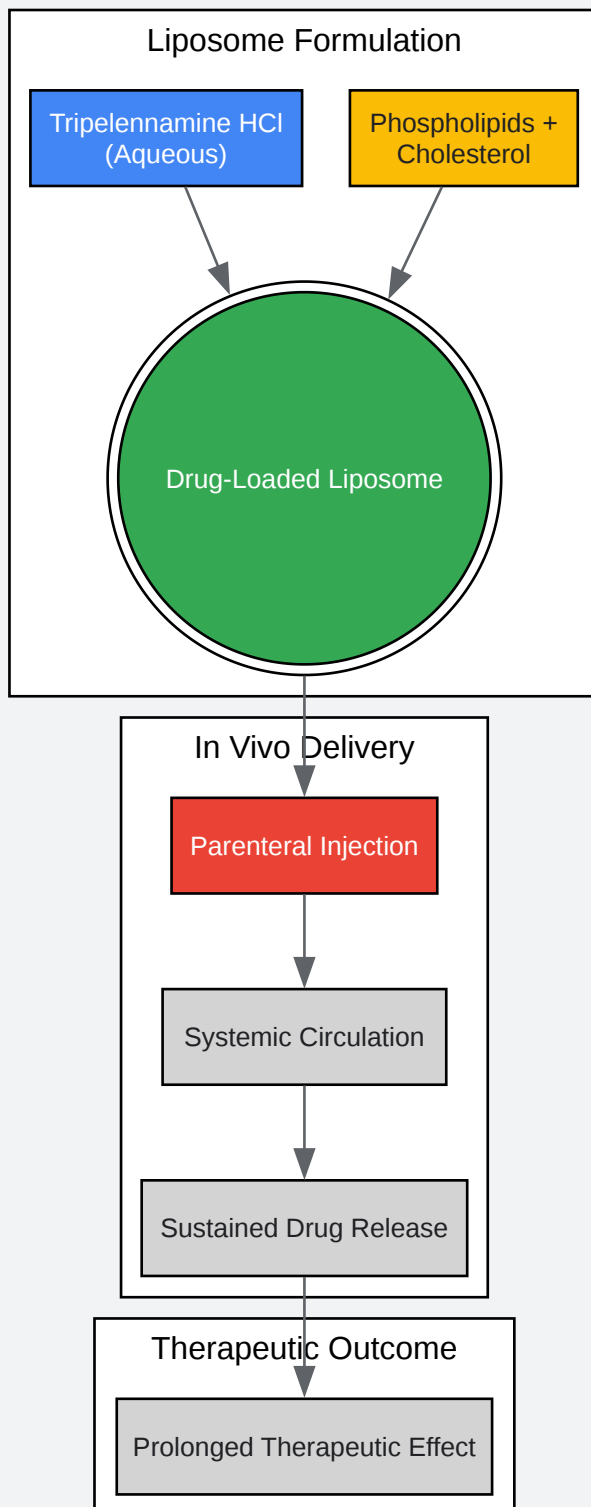 Liposome Formulation
Tripelennamine HCl
(Aqueous)
Phospholipids +
Cholesterol
Drug-Loaded Liposome
In Vivo Delivery
Parenteral Injection
Systemic Circulation
Sustained Drug Release
Therapeutic Outcome
Prolonged Therapeutic Effect